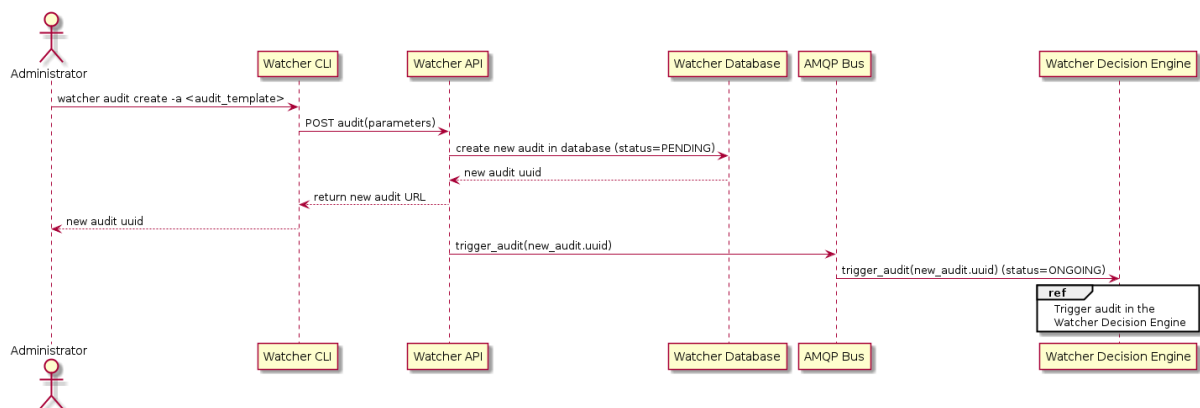 Administrator
Watcher CLI
Watcher API
Watcher Database
AMQP Bus
Watcher Decision Engine
watcher audit create -a <audit_template>
POST audit(parameters)
create new audit in database (status=PENDING)
new audit uuid
return new audit URL
new audit uuid
trigger_audit(new_audit.uuid)
trigger_audit(new_audit.uuid) (status=ONGOING)
ref
Trigger audit in the
Watcher Decision Engine
Administrator
Watcher CLI
Watcher API
Watcher Database
AMQP Bus
Watcher Decision Engine